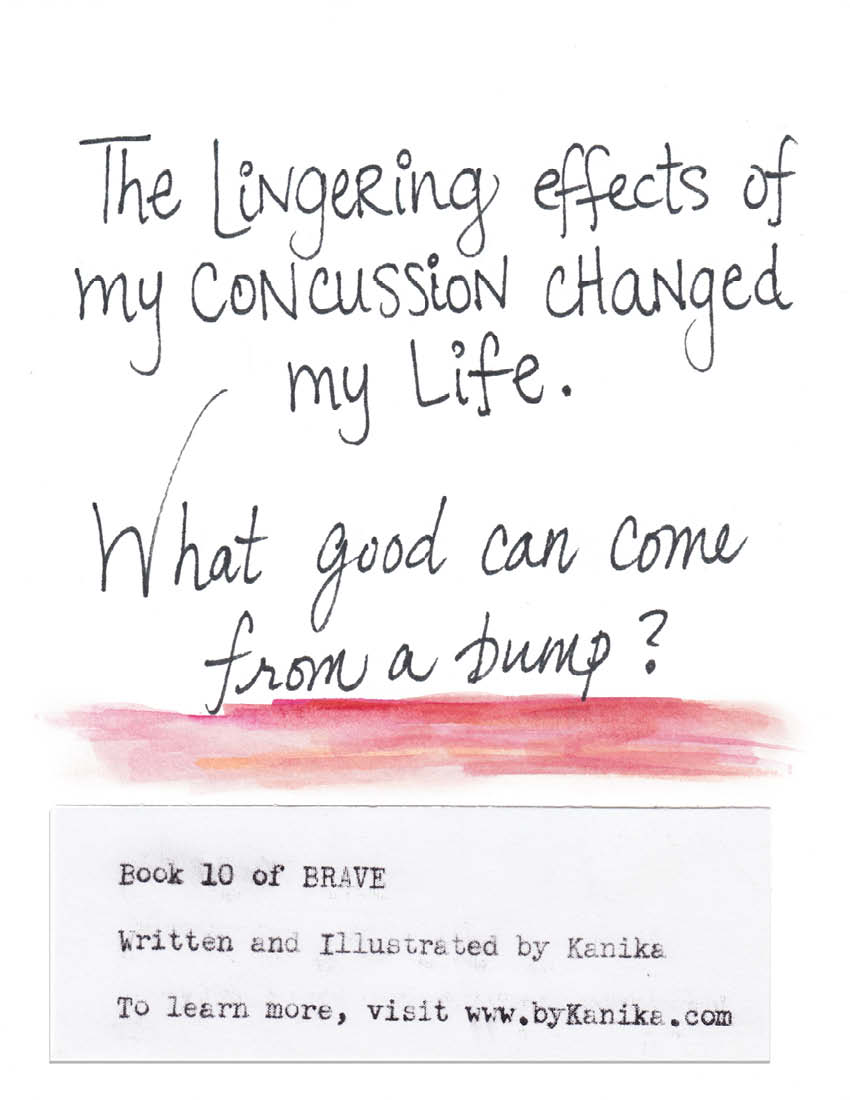 The LiNgeRing effects of
my CONCUSSiON cHaNged
my Life.
What good can come
from a bump?
Book 10 of BRAVE
Written and Illustrated by Kanika
To learn more, visit www.byKanika.com